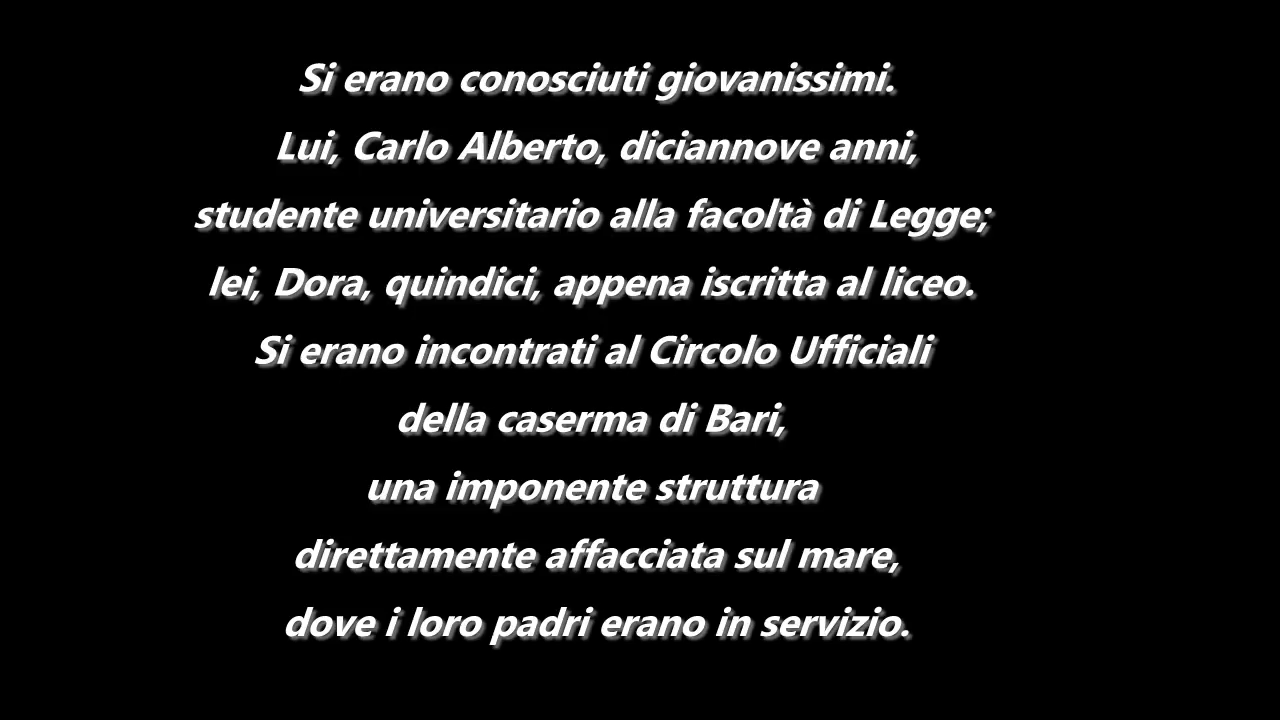 Si erano conosciuti giovanissimi.
Lui, Carlo Alberto, diciannove anni,
studente universitario alla facoltà di Legge;
lei, Dora, quindici, appena iscritta al liceo.
Si erano incontrati al Circolo Ufficiali
della caserma di Bari,
una imponente struttura
direttamente affacciata sul mare,
dove i loro padri erano in servizio.